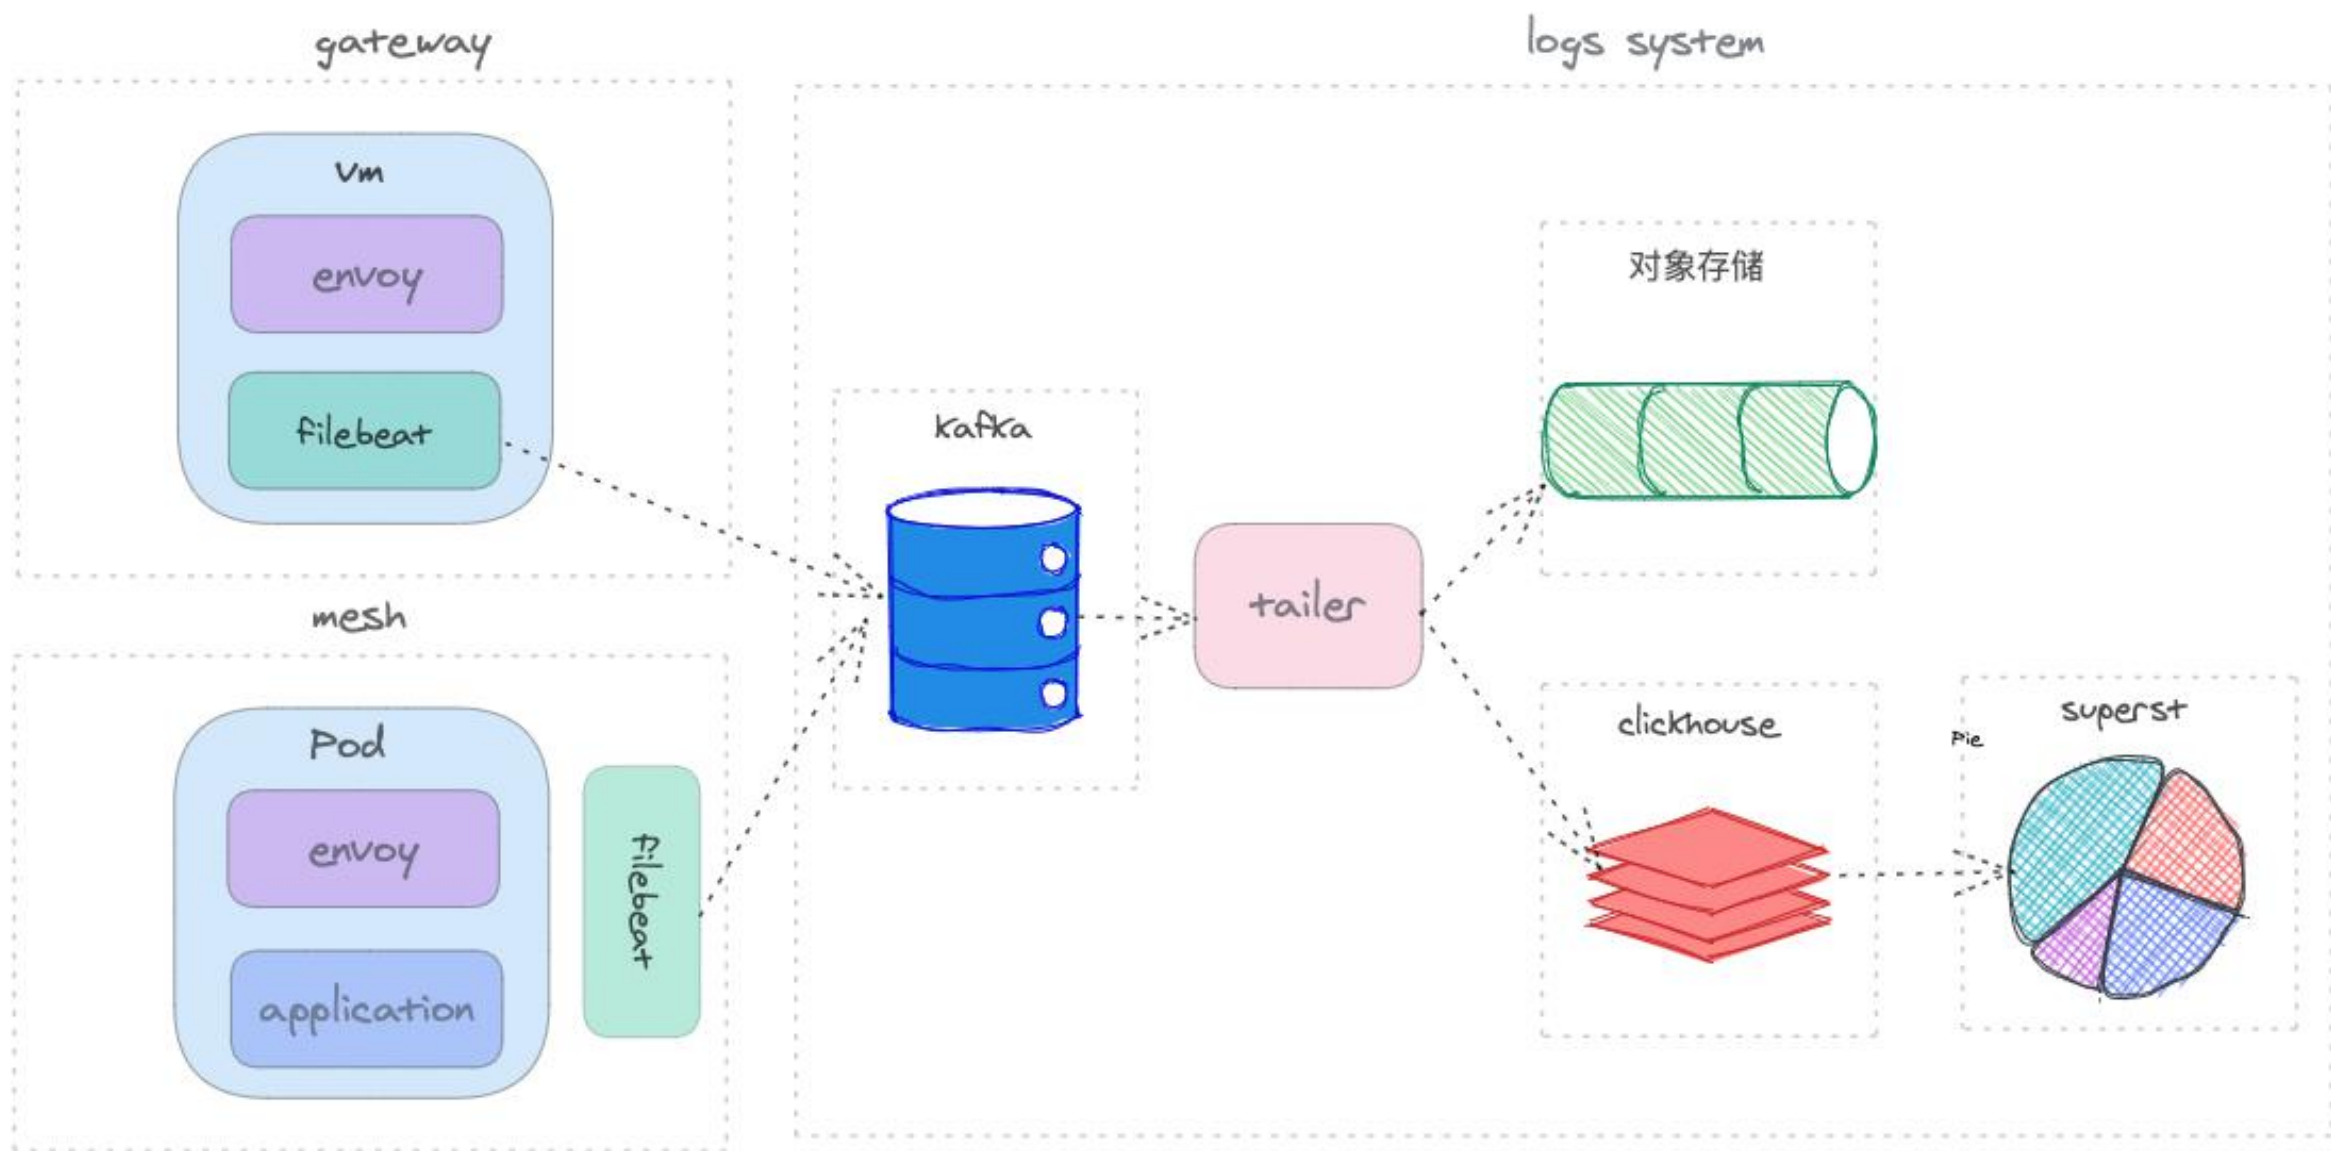 gateway
Vm
envoy
filebeat
mesh
Pod
envoy
application
filebeat
logs system
kafka
tailer
对象存储
clickhouse
superst
Pie